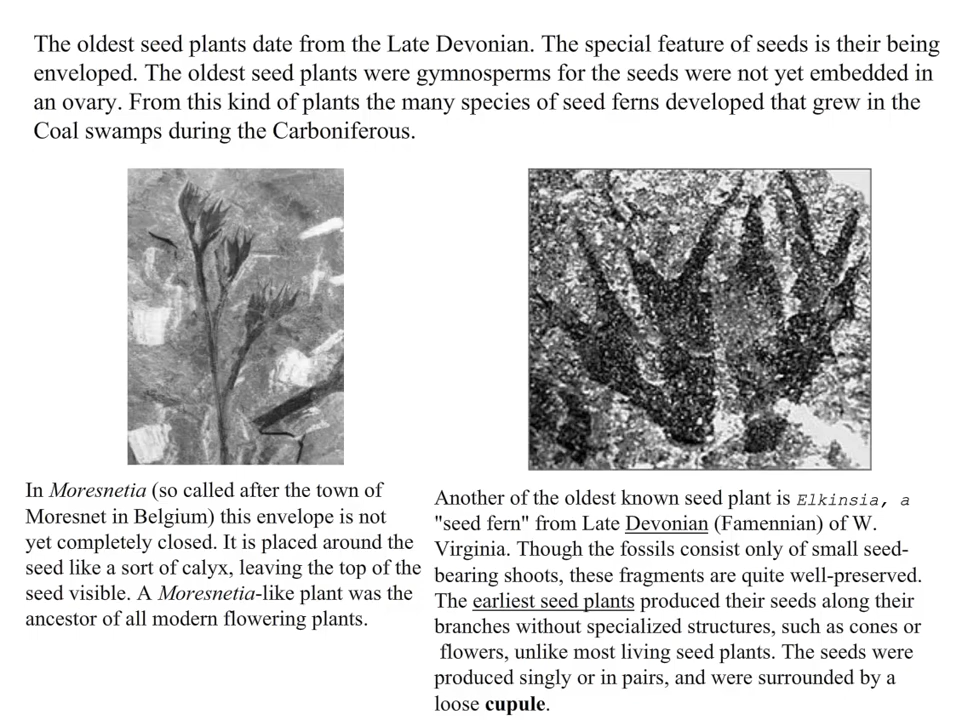 The oldest seed plants date from the Late Devonian. The special feature of seeds is their being
enveloped. The oldest seed plants were gymnosperms for the seeds were not yet embedded in
an ovary. From this kind of plants the many species of seed ferns developed that grew in the
Coal swamps during the Carboniferous.
In Moresnetia (so called after the town of
Moresnet in Belgium) this envelope is not
yet completely closed. It is placed around the
seed like a sort of calyx, leaving the top of the
seed visible. A Moresnetia-like plant was the
ancestor of all modern flowering plants.
Another of the oldest known seed plant is Elkinsia, a
"seed fern" from Late Devonian (Famennian) of W.
Virginia. Though the fossils consist only of small seed-
bearing shoots, these fragments are quite well-preserved.
The earliest seed plants produced their seeds along their
branches without specialized structures, such as cones or
flowers, unlike most living seed plants. The seeds were
produced singly or in pairs, and were surrounded by a
loose cupule.